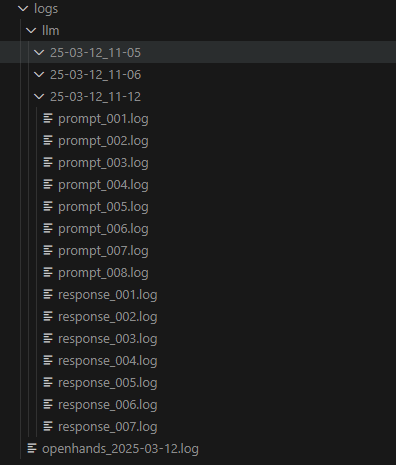 logs
llm
25-03-12_11-05
25-03-12_11-06
25-03-12_11-12
prompt_001.log
prompt_002.log
prompt_003.log
prompt_004.log
prompt_005.log
prompt_006.log
prompt_007.log
prompt_008.log
response_001.log
response_002.log
response_003.log
response_004.log
response_005.log
response_006.log
response_007.log
openhands_2025-03-12.log